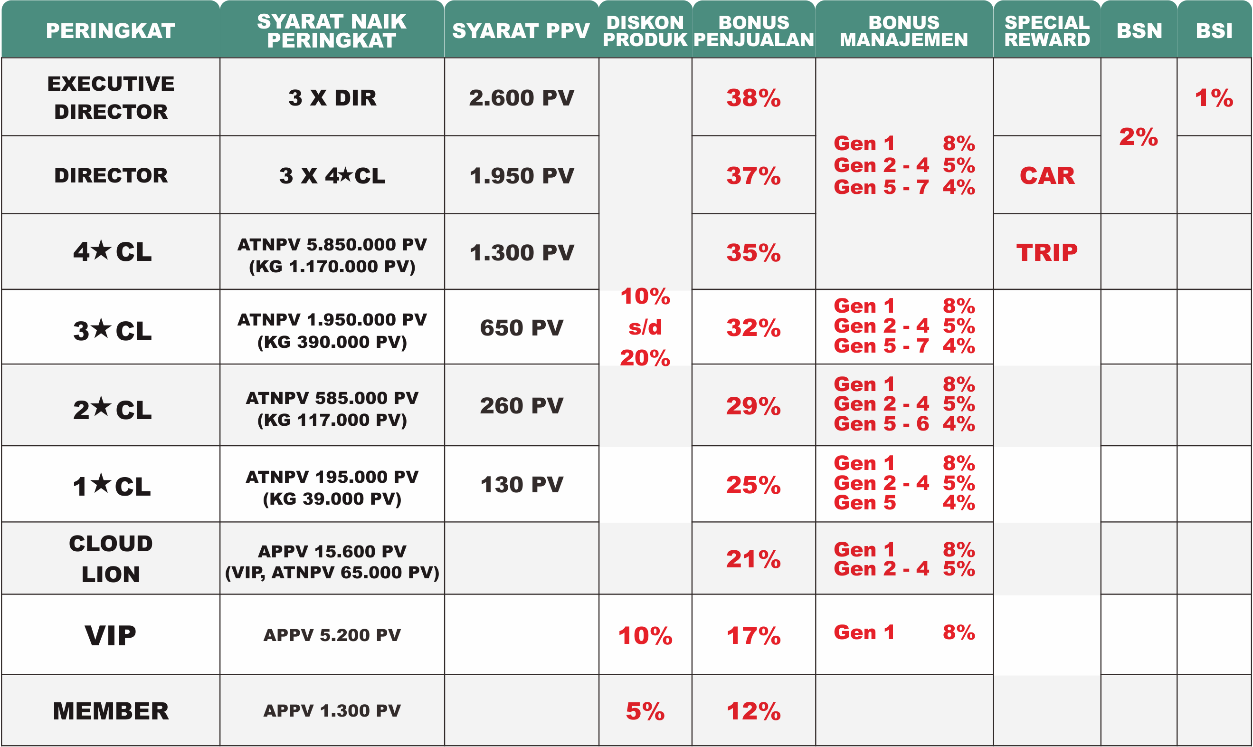 PERINGKAT
SYARAT NAIK
PERINGKAT
SYARAT PPV
DISKON
PRODUK
BONUS
PENJUALAN
BONUS
MANAJEMEN
SPECIAL
REWARD
BSN
BSI
EXECUTIVE
DIRECTOR
3 X DIR
2.600 PV
38%
1%
2%
DIRECTOR
3 X 4★CL
1.950 PV
37%
Gen 1 8%
Gen 2 - 4 5%
Gen 5 - 7 4%
CAR
4★CL
ATNPV 5.850.000 PV
(KG 1.170.000 PV)
1.300 PV
35%
TRIP
3★CL
ATNPV 1.950.000 PV
(KG 390.000 PV)
650 PV
10%
s/d
20%
32%
Gen 1 8%
Gen 2 - 4 5%
Gen 5 - 7 4%
2★CL
ATNPV 585.000 PV
(KG 117.000 PV)
260 PV
29%
Gen 1 8%
Gen 2 - 4 5%
Gen 5 - 6 4%
1★CL
ATNPV 195.000 PV
(KG 39.000 PV)
130 PV
25%
Gen 1 8%
Gen 2 - 4 5%
Gen 5 4%
CLOUD
LION
APPV 15.600 PV
(VIP, ATNPV 65.000 PV)
21%
Gen 1 8%
Gen 2 - 4 5%
VIP
APPV 5.200 PV
10%
17%
Gen 1 8%
MEMBER
APPV 1.300 PV
5%
12%